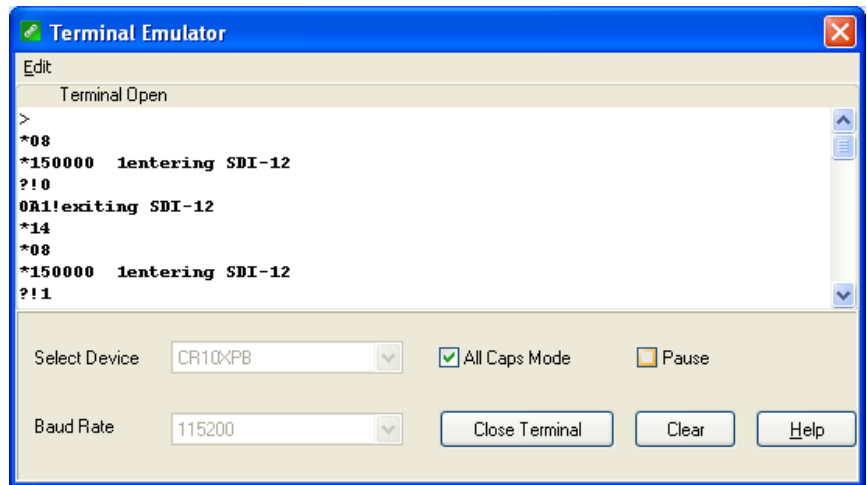 Terminal Emulator
Edit
Terminal Open
>
*08
*150000  1entering SDI-12
?!0
0A1!exiting SDI-12
*14
*08
*150000  1entering SDI-12
?!1
Select Device CR10XPB All Caps Mode Pause
Baud Rate 115200 Close Terminal Clear Help